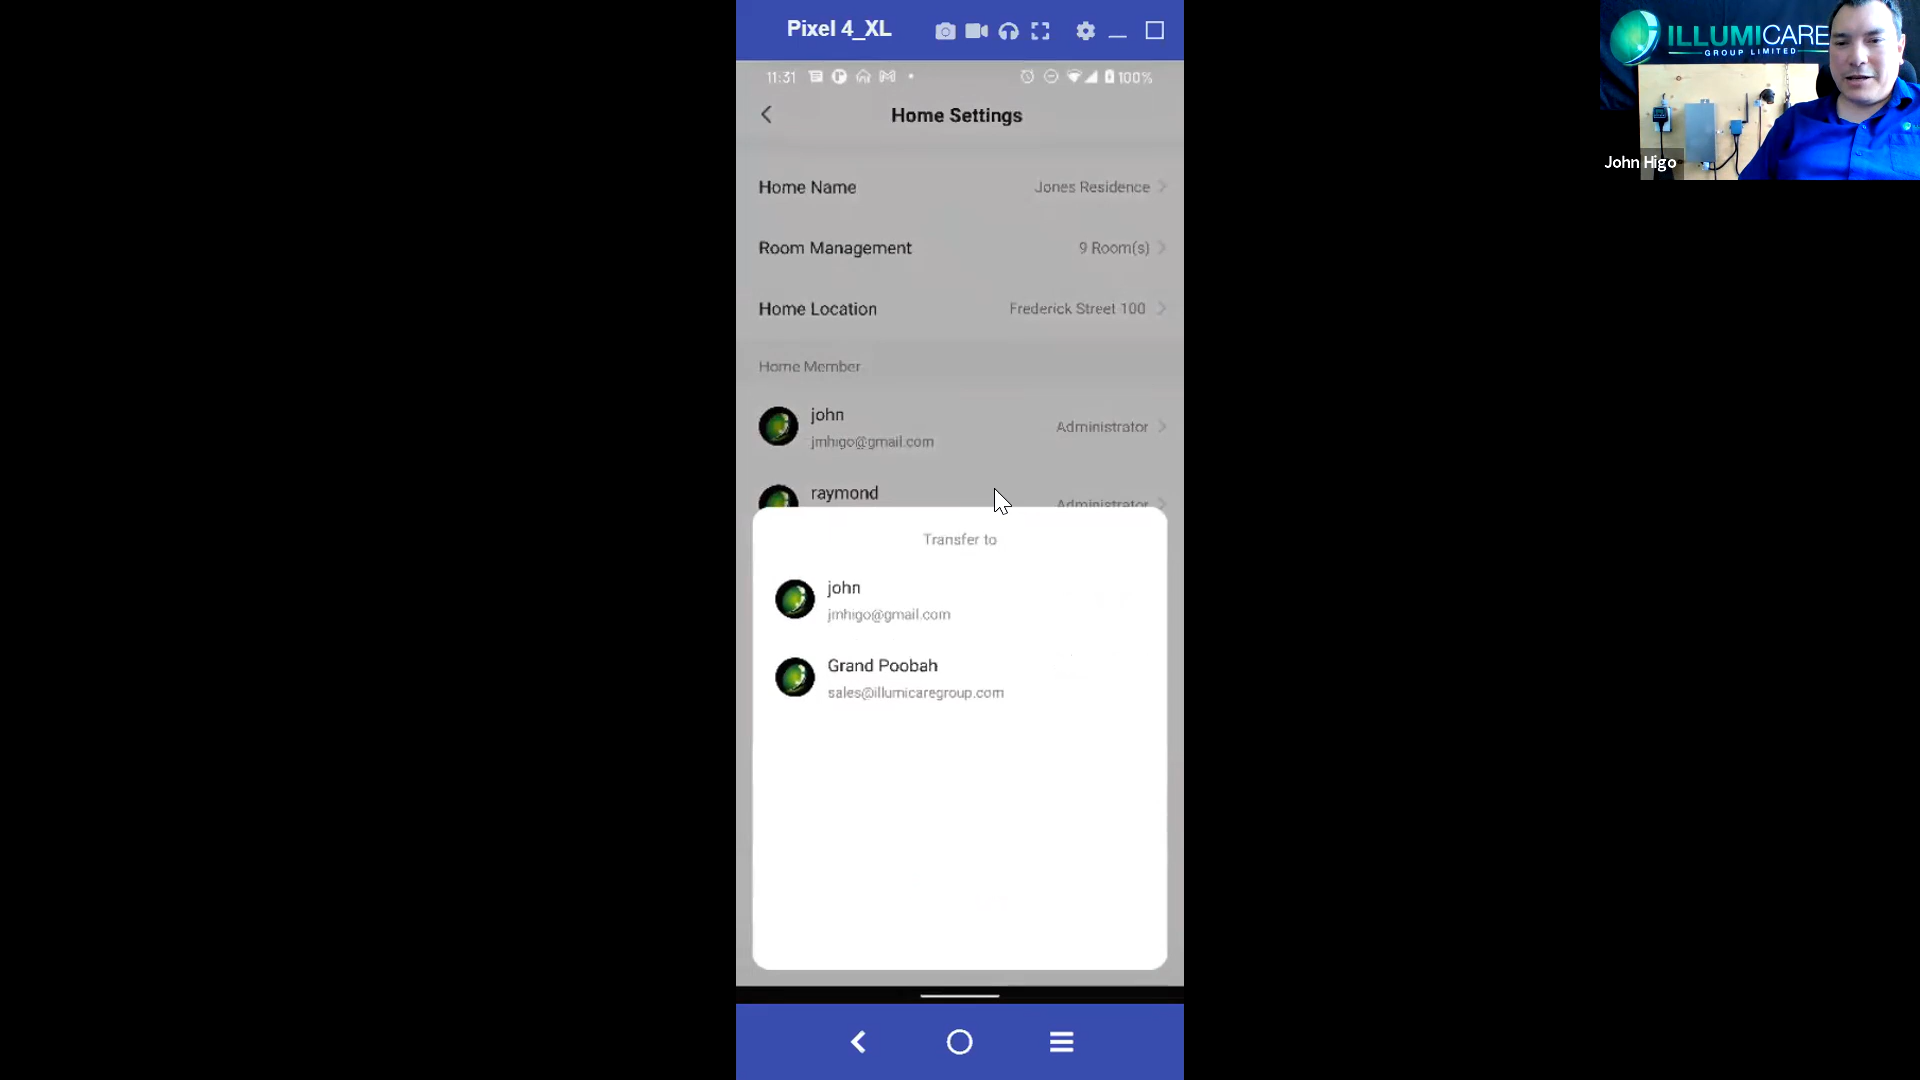 Pixel 4_XL
11:31
100%
Home Settings
Home Name
Jones Residence
Room Management
9 Room(s)
Home Location
Frederick Street 100
Home Member
john
Administrator
jmhigo@gmail.com
raymond
Administrator
Transfer to
john
jmhigo@gmail.com
Grand Poobah
sales@illumicaregroup.com
ILLUMICARE
GROUP LIMITED
John Higo